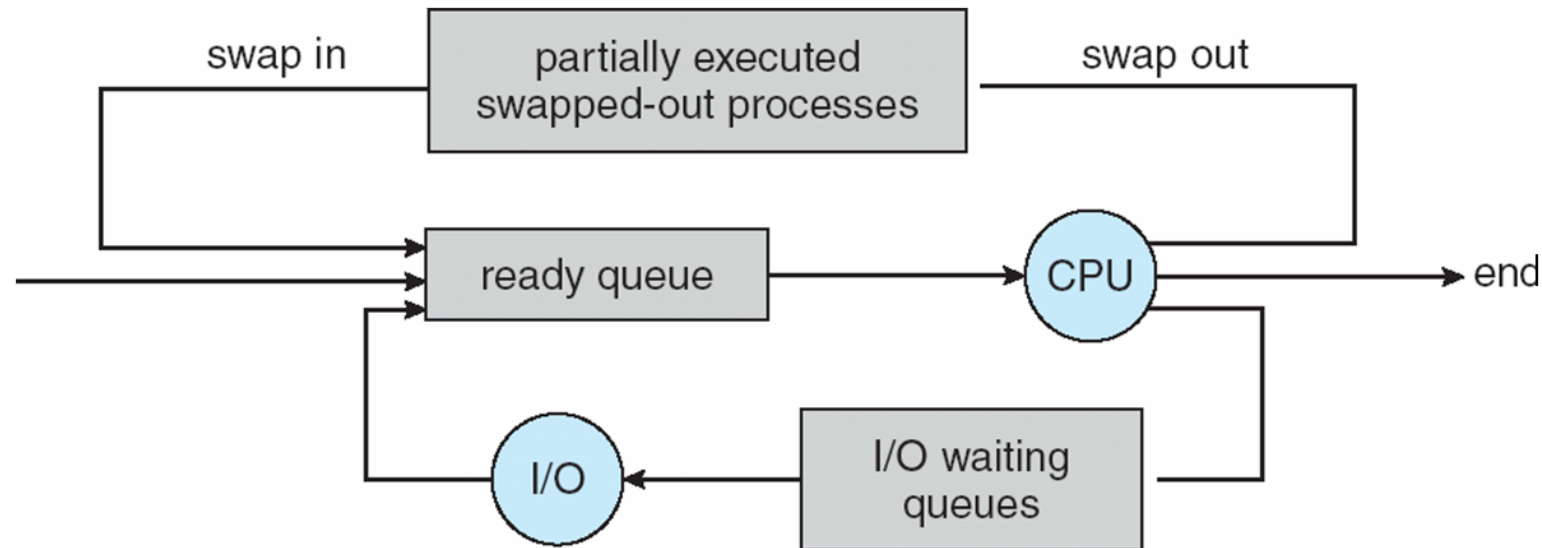 swap in
partially executed
swapped-out processes
swap out
ready queue
CPU
end
I/O
I/O waiting
queues